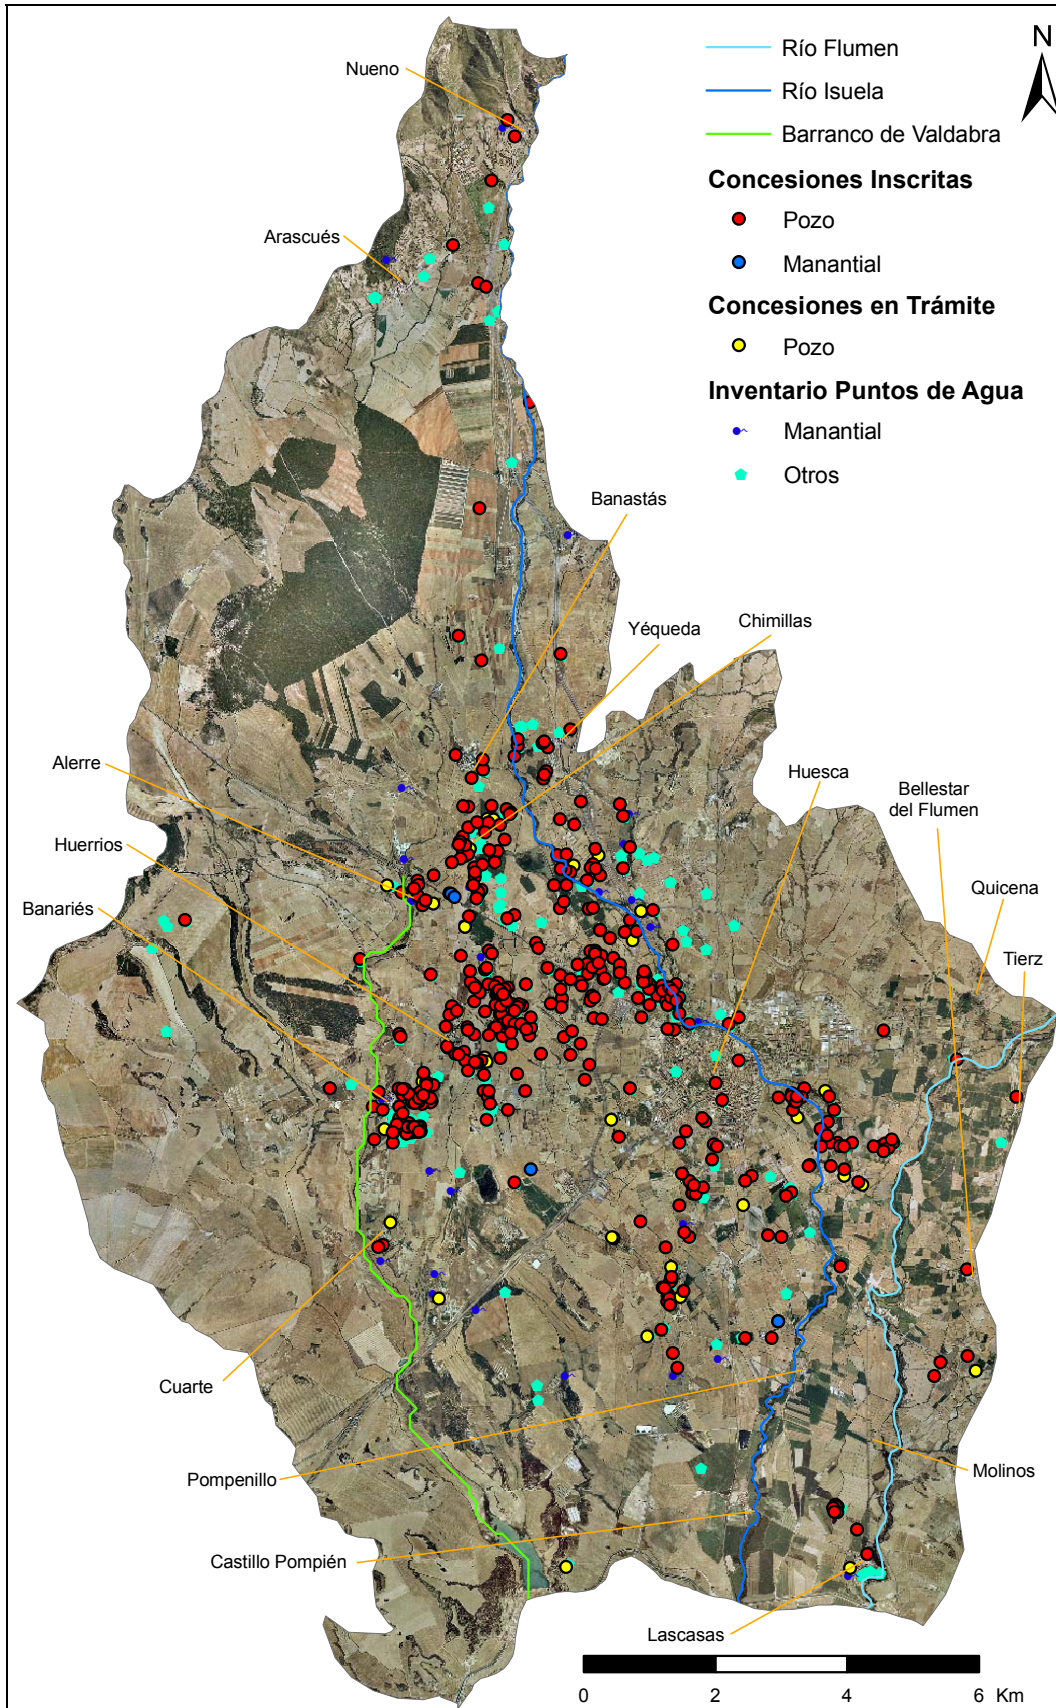 N
Río Flumen
Río Isuela
Barranco de Valdabra
Concesiones Inscritas
Pozo
Manantial
Concesiones en Trámite
Pozo
Inventario Puntos de Agua
Manantial
Otros
Nueno
Arascués
Banastás
Chimillas
Yéqueda
Alerre
Huesca
Bellestar
del Flumen
Huerrios
Quicena
Banariés
Tierz
Cuarte
Pompenillo
Molinos
Castillo Pompién
Lascasas
0 2 4 6 Km